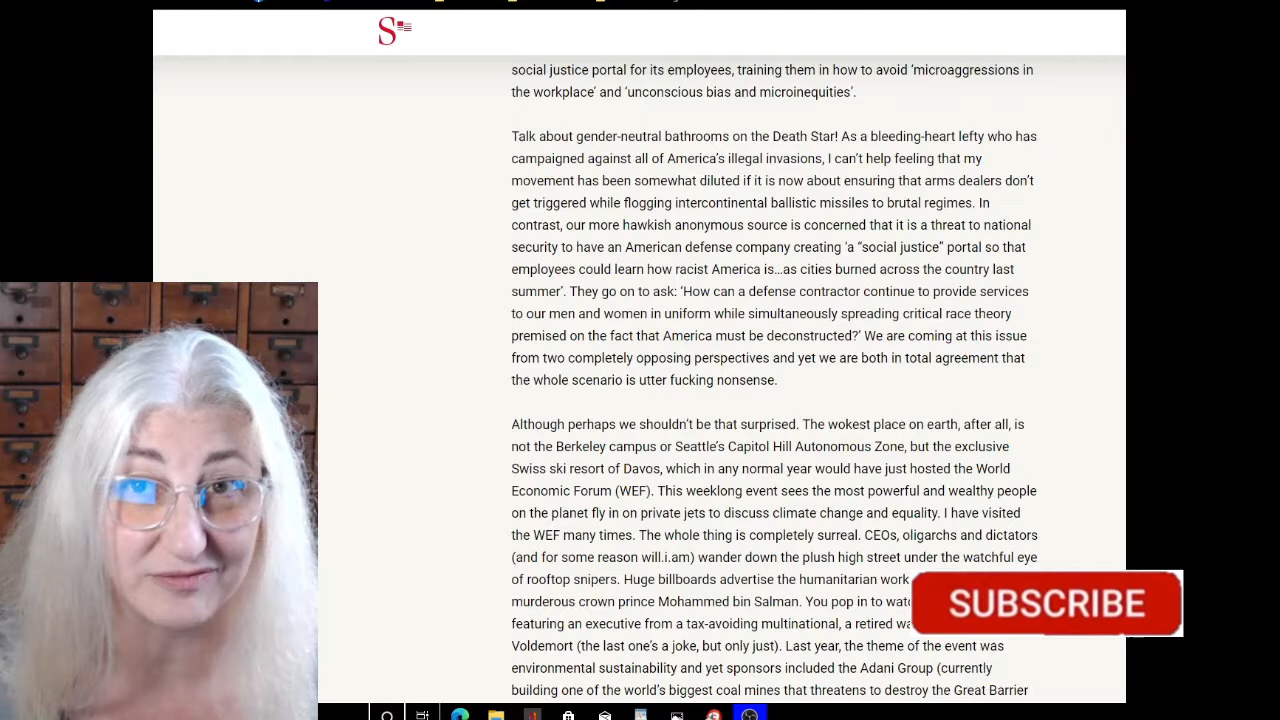 S
social justice portal for its employees, training them in how to avoid ‘microaggressions in
the workplace’ and ‘unconscious bias and microinequities’.
Talk about gender-neutral bathrooms on the Death Star! As a bleeding-heart lefty who has
campaigned against all of America’s illegal invasions, I can’t help feeling that my
movement has been somewhat diluted if it is now about ensuring that arms dealers don’t
get triggered while flogging intercontinental ballistic missiles to brutal regimes. In
contrast, our more hawkish anonymous source is concerned that it is a threat to national
security to have an American defense company creating ‘a “social justice” portal so that
employees could learn how racist America is…as cities burned across the country last
summer’. They go on to ask: ‘How can a defense contractor continue to provide services
to our men and women in uniform while simultaneously spreading critical race theory
premised on the fact that America must be deconstructed?’ We are coming at this issue
from two completely opposing perspectives and yet we are both in total agreement that
the whole scenario is utter fucking nonsense.
Although perhaps we shouldn’t be that surprised. The wokest place on earth, after all, is
not the Berkeley campus or Seattle’s Capitol Hill Autonomous Zone, but the exclusive
Swiss ski resort of Davos, which in any normal year would have just hosted the World
Economic Forum (WEF). This weeklong event sees the most powerful and wealthy people
on the planet fly in on private jets to discuss climate change and equality. I have visited
the WEF many times. The whole thing is completely surreal. CEOs, oligarchs and dictators
(and for some reason will.i.am) wander down the plush high street under the watchful eye
of rooftop snipers. Huge billboards advertise the humanitarian work
murderous crown prince Mohammed bin Salman. You pop in to
featuring an executive from a tax-avoiding multinational, a retired
Voldemort (the last one’s a joke, but only just). Last year, the theme of the event was
environmental sustainability and yet sponsors included the Adani Group (currently
building one of the world’s biggest coal mines that threatens to destroy the Great Barrier
SUBSCRIBE